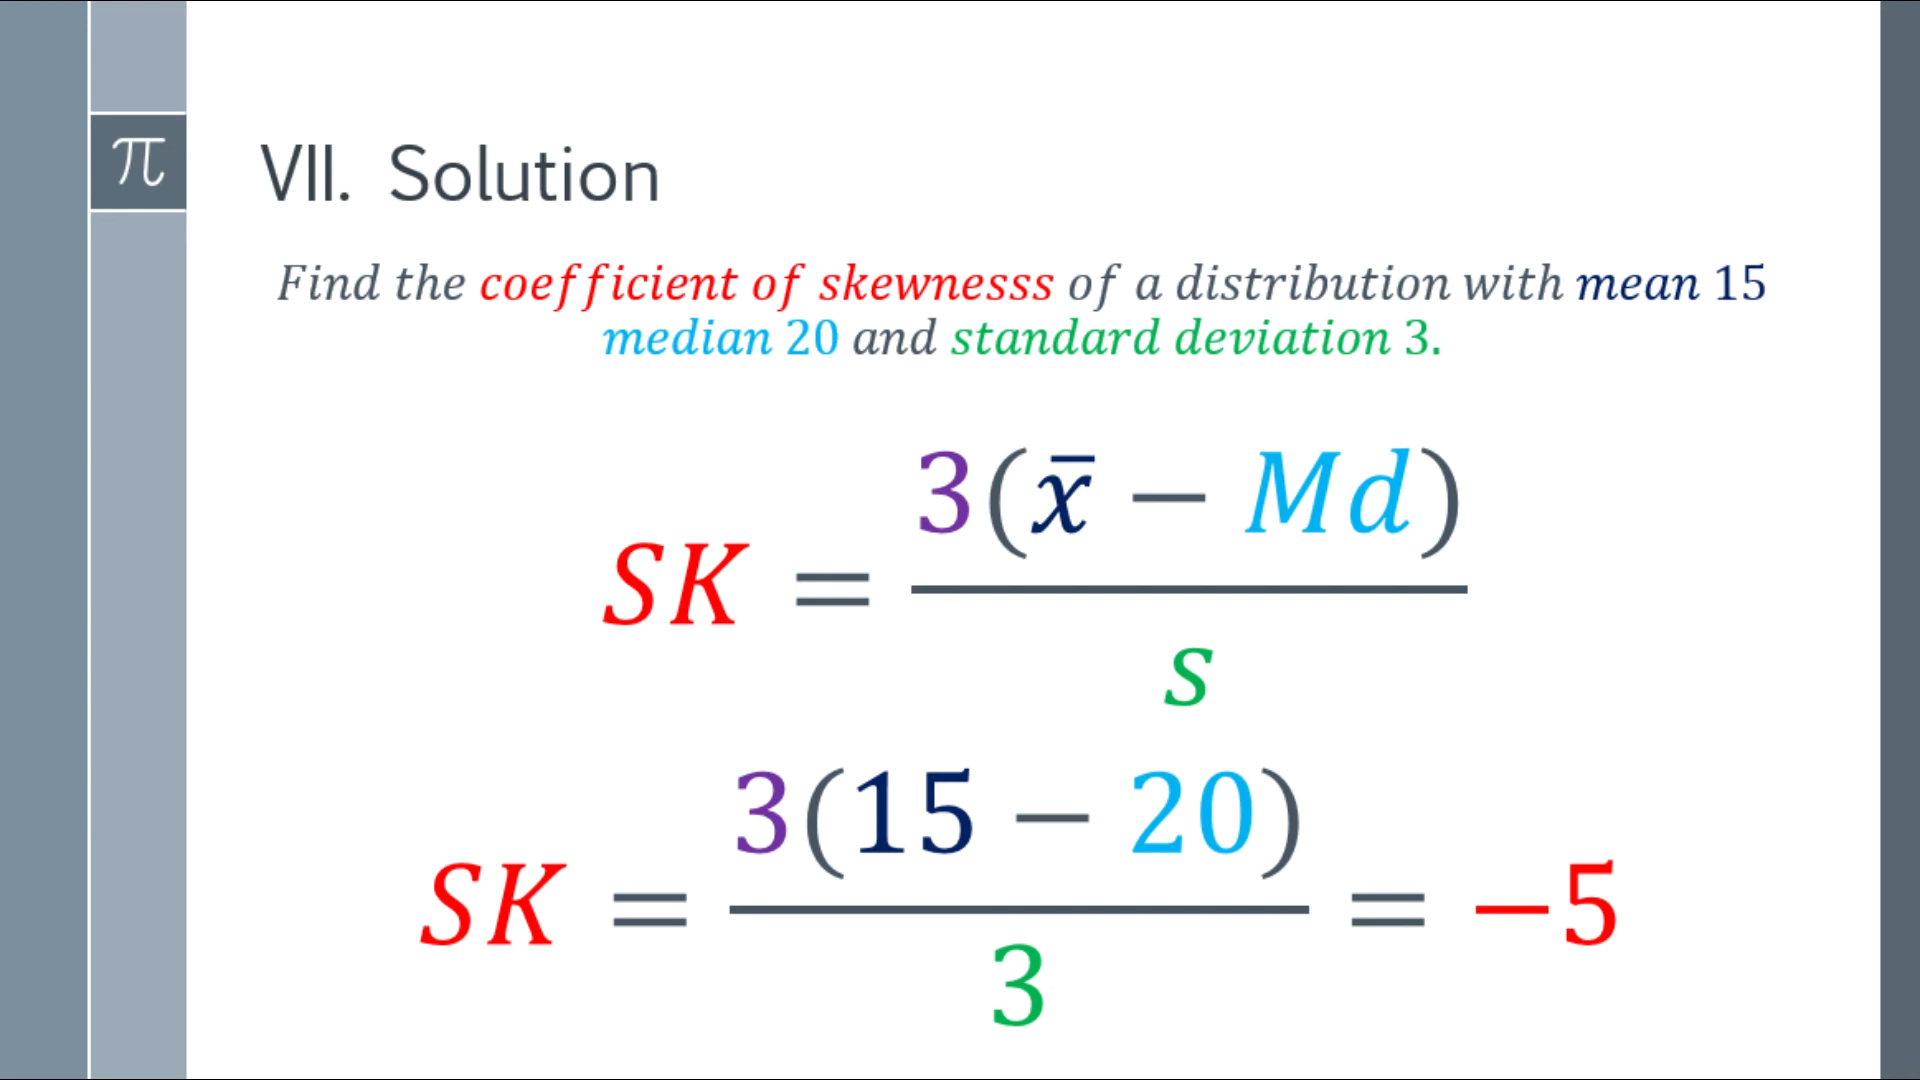 π
VII. Solution
Find the coefficient of skewnesss of a distribution with mean 15
median 20 and standard deviation 3.
SK = 3(x̄ − Md) / s
SK = 3(15 − 20) / 3 = −5